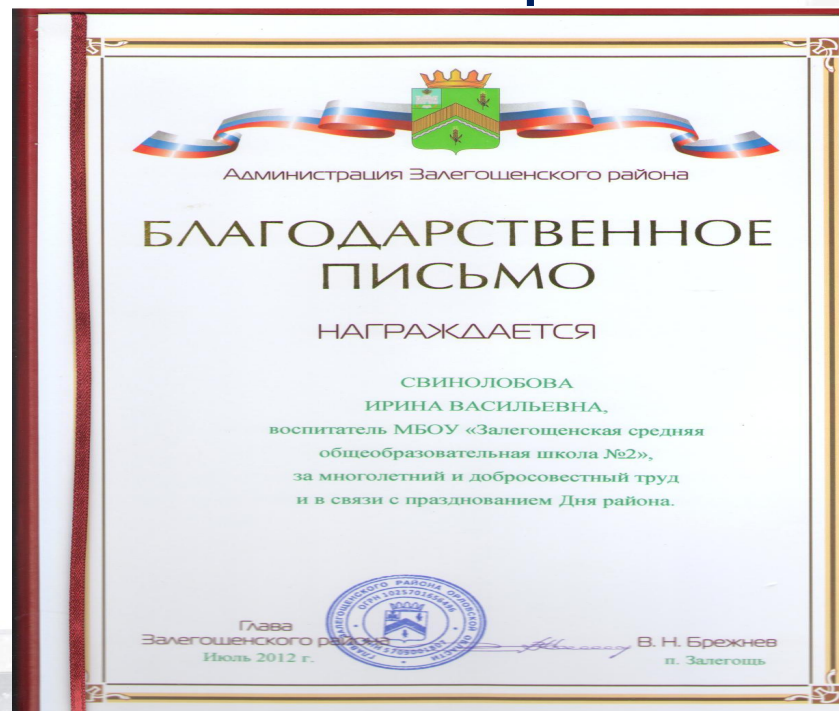 Администрация Залегощенского района
БЛАГОДАРСТВЕННОЕ
ПИСЬМО
НАГРАЖДАЕТСЯ
СВИНОЛОБОВА
ИРИНА ВАСИЛЬЕВНА,
воспитатель МБОУ «Залегощенская средняя
общеобразовательная школа №2»,
за многолетний и добросовестный труд
и в связи с празднованием Дня района.
Глава
Залегощенского района
В. Н. Брежнев
Июль 2012 г.
п. Залегощь